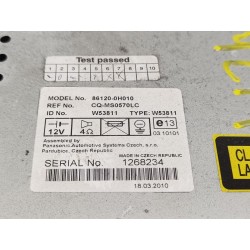 Test passed
1 2 3 4 5 6 7 8 9 10
MODEL No. 86120-0H010
REF No. CQ-MS0570LC
ID No. W53811 TYPE: W53811
12V 4Ω e13
03 10101
Assembled by
Panasonic Automotive Systems Czech, s.r.o.
Pardubice, Czech Republic
MADE IN CZECH REPUBLIC
SERIAL No. 1268234
18.03.2010
CL
LA